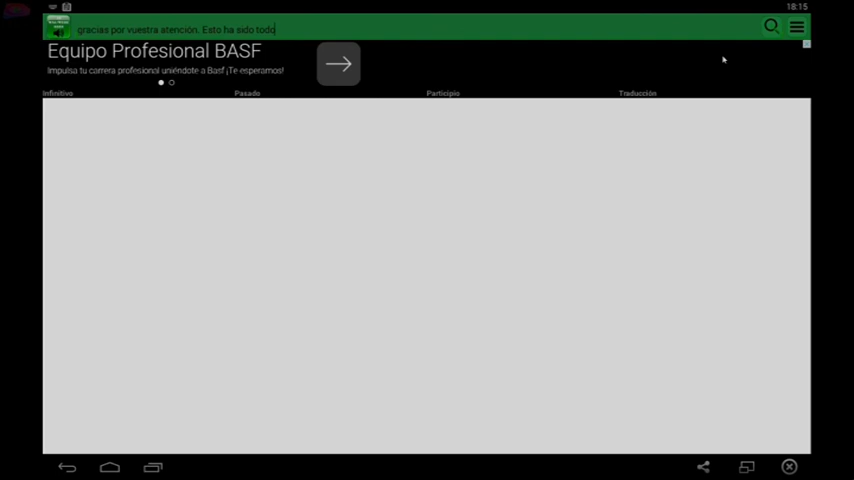 18:15
gracias por vuestra atención. Esto ha sido todo
Equipo Profesional BASF
Impulsa tu carrera profesional uniéndote a Basf ¡Te esperamos!
Infinitivo Pasado Participio Traducción